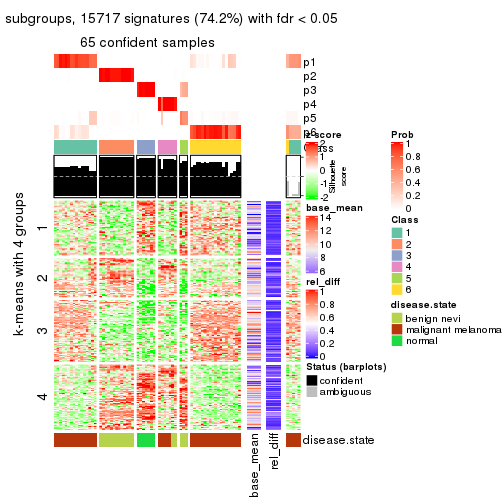 subgroups, 15717 signatures (74.2%) with fdr < 0.05
65 confident samples
p1
p2
p3
p4
p5
p6
Class
Silhouette
score
k-means with 4 groups
1
2
3
4
base_mean
rel_diff
disease.state
z-score
2
1
0
-1
-2
base_mean
14
12
10
8
6
rel_diff
1
0.8
0.6
0.4
0.2
0
Status (barplots)
confident
ambiguous
Prob
1
0.8
0.6
0.4
0.2
0
Class
1
2
3
4
5
6
disease.state
benign nevi
malignant melanoma
normal